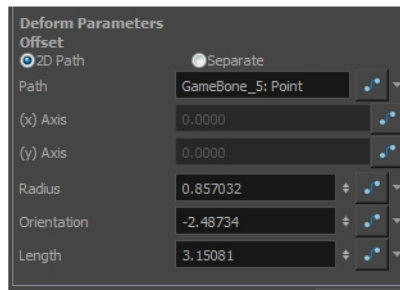 Deform Parameters
Offset
2D Path Separate
Path GameBone_5: Point
(x) Axis 0.0000
(y) Axis 0.0000
Radius 0.857032
Orientation -2.48734
Length 3.15081